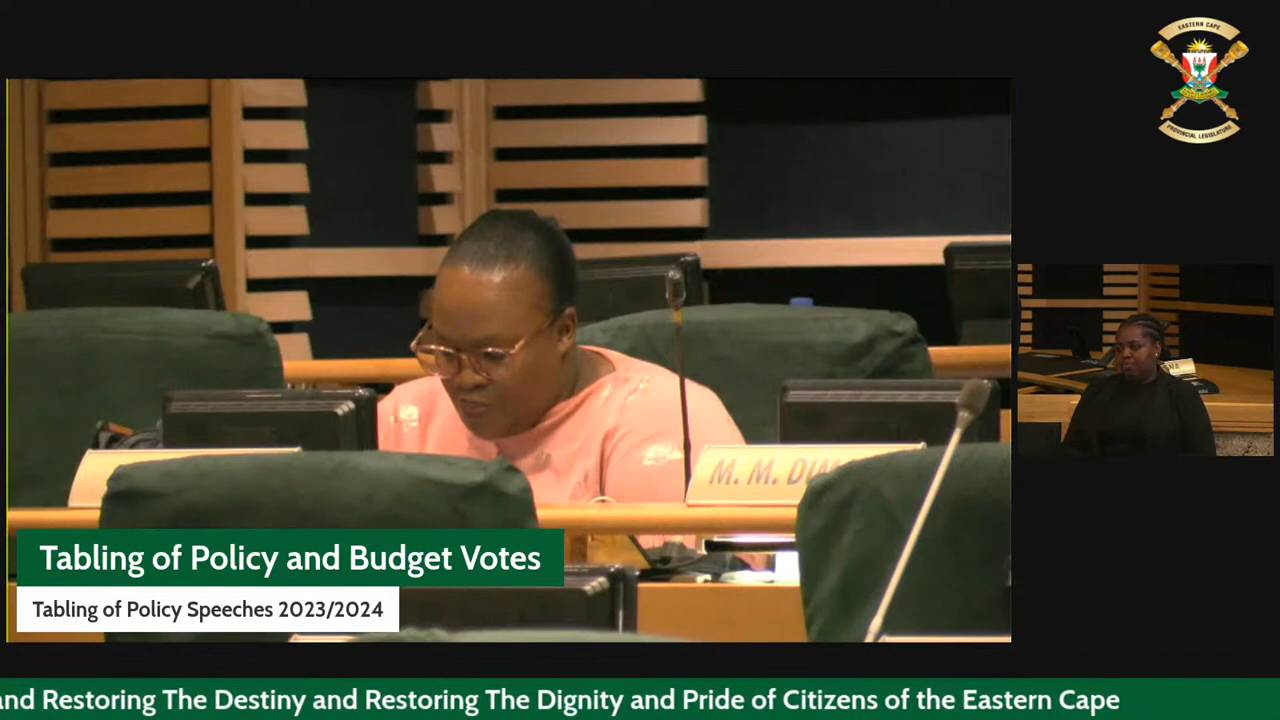 EASTERN CAPE
PROVINCIAL LEGISLATURE
M. M.
Tabling of Policy and Budget Votes
Tabling of Policy Speeches 2023/2024
and Restoring The Destiny and Restoring The Dignity and Pride of Citizens of the Eastern Cape